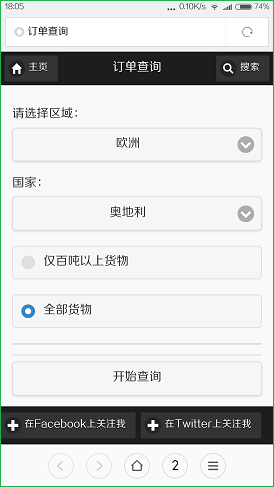 18:05
... 0.10K/s 74%
订单查询
主页 订单查询 搜索
请选择区域：
欧洲
国家：
奥地利
仅百吨以上货物
全部货物
开始查询
在Facebook上关注我 在Twitter上关注我
2